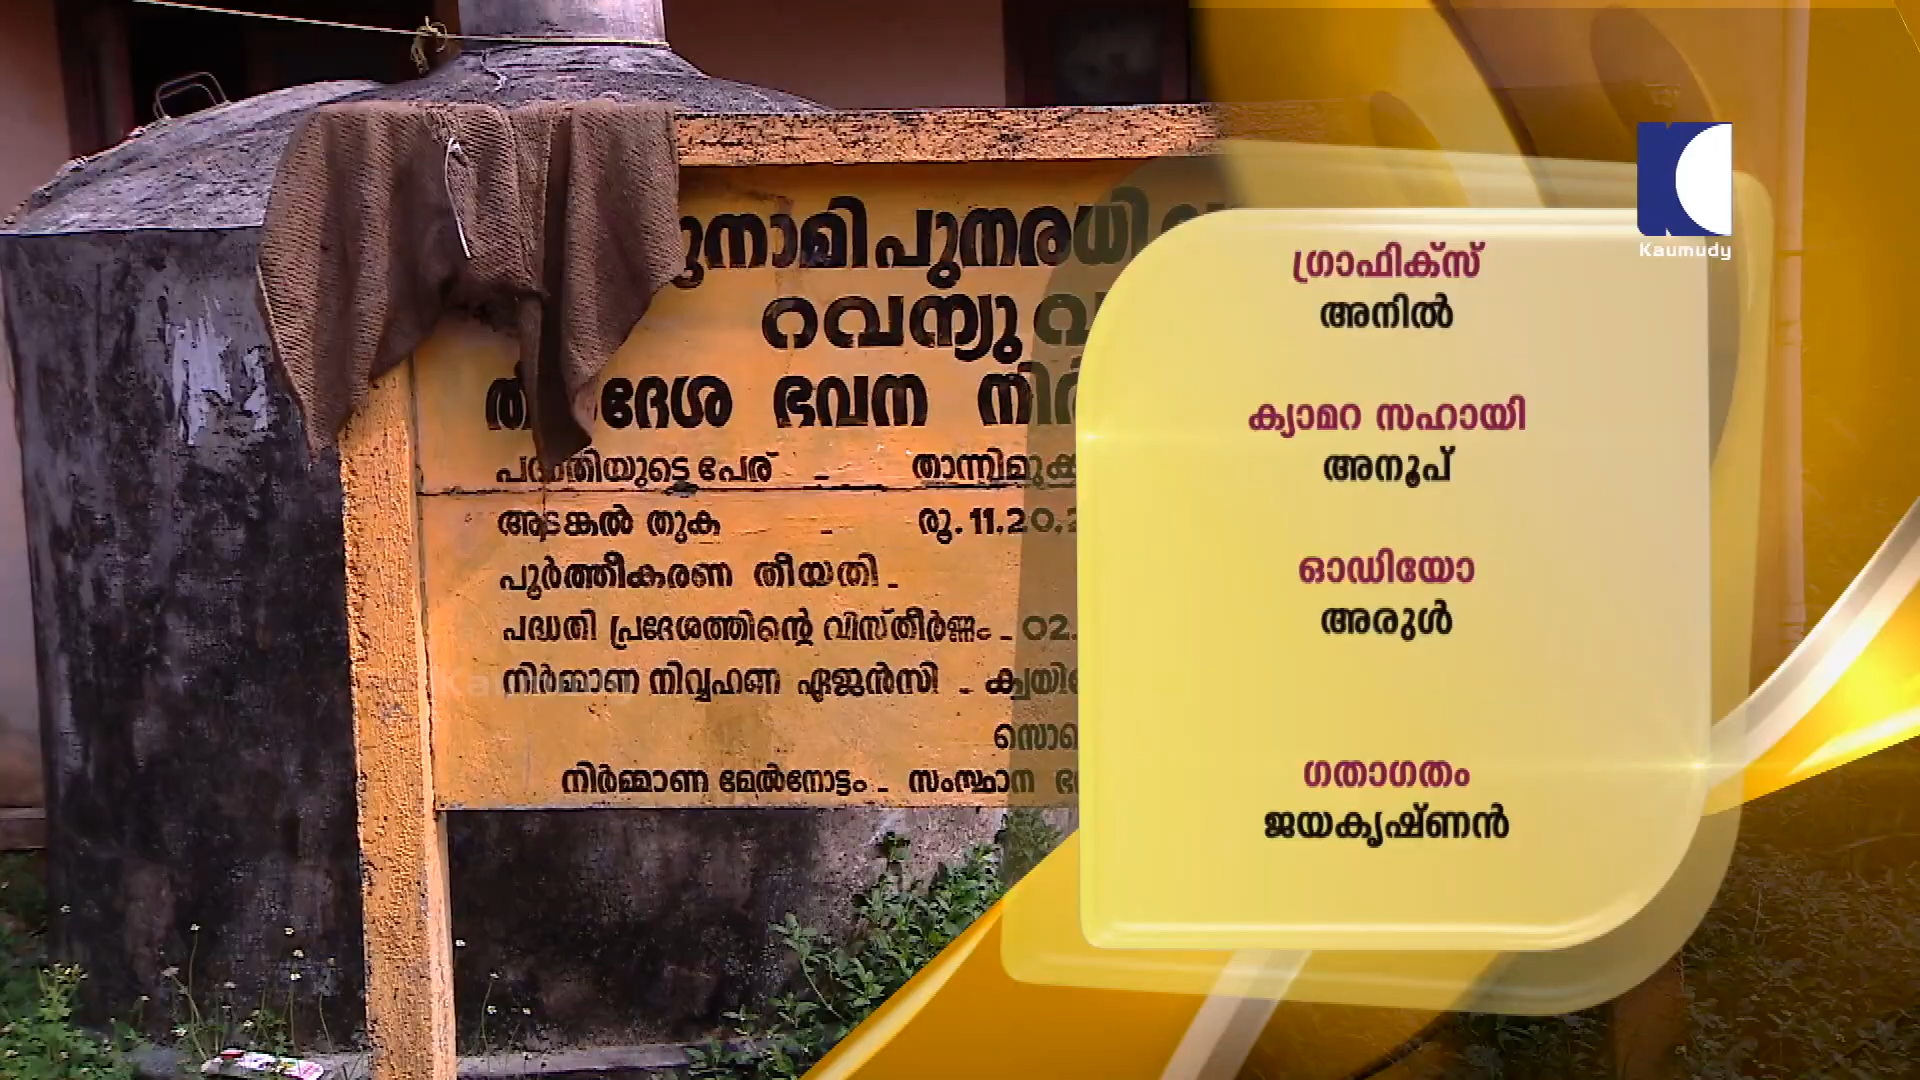 നാമിപുനരധി
റവന്യു
ദേശ ഭവന
പദ്ധതിയുടെ പേര് -
അടങ്കൽ തുക - രൂ. 11.20.
പൂർത്തീകരണ തീയതി -
പദ്ധതി പ്രദേശത്തിന്റെ വിസ്തീർണ്ണം - 02.
നിർമ്മാണ നിവ്വഹണ ഏജൻസി -
നിർമ്മാണ മേൽനോട്ടം - സംസ്ഥാന
Kaumudy
ഗ്രാഫിക്സ്
അനിൽ
ക്യാമറ സഹായി
അനൂപ്
ഓഡിയോ
അരുൾ
ഗതാഗതം
ജയകൃഷ്ണൻ